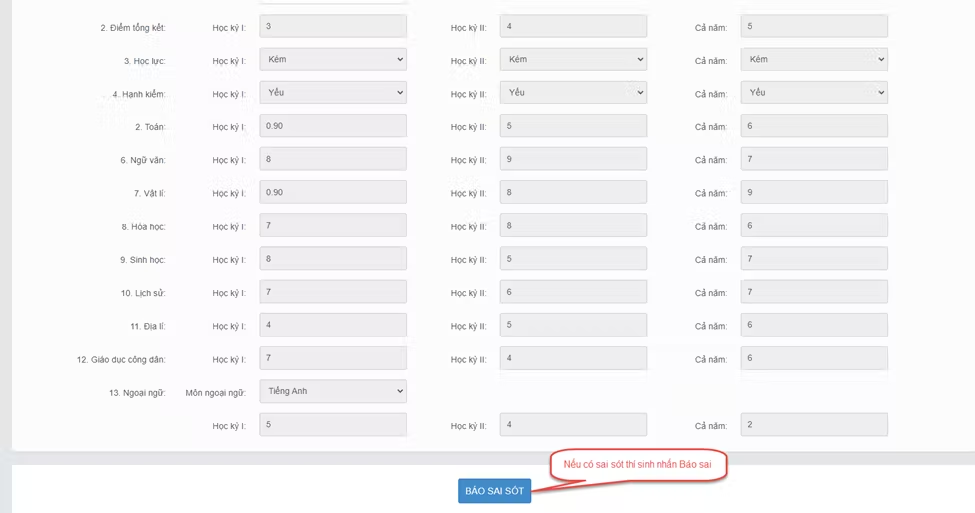 2. Điểm tổng kết: Học kỳ I: 3 Học kỳ II: 4 Cả năm: 5
3. Học lực: Học kỳ I: Kém Học kỳ II: Kém Cả năm: Kém
4. Hạnh kiểm: Học kỳ I: Yếu Học kỳ II: Yếu Cả năm: Yếu
2. Toán: Học kỳ I: 0.90 Học kỳ II: 5 Cả năm: 6
6. Ngữ văn: Học kỳ I: 8 Học kỳ II: 9 Cả năm: 7
7. Vật lí: Học kỳ I: 0.90 Học kỳ II: 8 Cả năm: 9
8. Hóa học: Học kỳ I: 7 Học kỳ II: 8 Cả năm: 6
9. Sinh học: Học kỳ I: 8 Học kỳ II: 5 Cả năm: 7
10. Lịch sử: Học kỳ I: 7 Học kỳ II: 6 Cả năm: 7
11. Địa lí: Học kỳ I: 4 Học kỳ II: 5 Cả năm: 6
12. Giáo dục công dân: Học kỳ I: 7 Học kỳ II: 4 Cả năm: 6
13. Ngoại ngữ: Môn ngoại ngữ: Tiếng Anh
Học kỳ I: 5 Học kỳ II: 4 Cả năm: 2
Nếu có sai sót thí sinh nhấn Báo sai
BÁO SAI SÓT